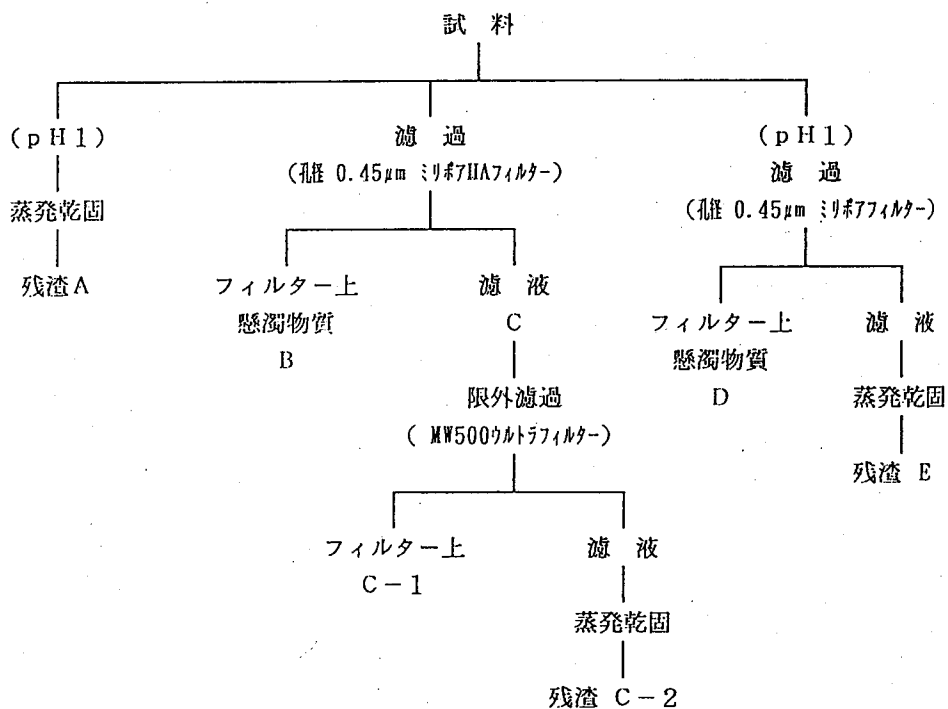 試 料
(pH1)
蒸発乾固
残渣A
濾 過
(孔径 0.45μm ミリポアHAフィルター)
フィルター上
懸濁物質
B
濾 液
C
限外濾過
( MW500ウルトラフィルター)
フィルター上
C-1
濾 液
蒸発乾固
残渣 C-2
(pH1)
濾 過
(孔径 0.45μm ミリポアフィルター)
フィルター上
懸濁物質
D
濾 液
蒸発乾固
残渣 E